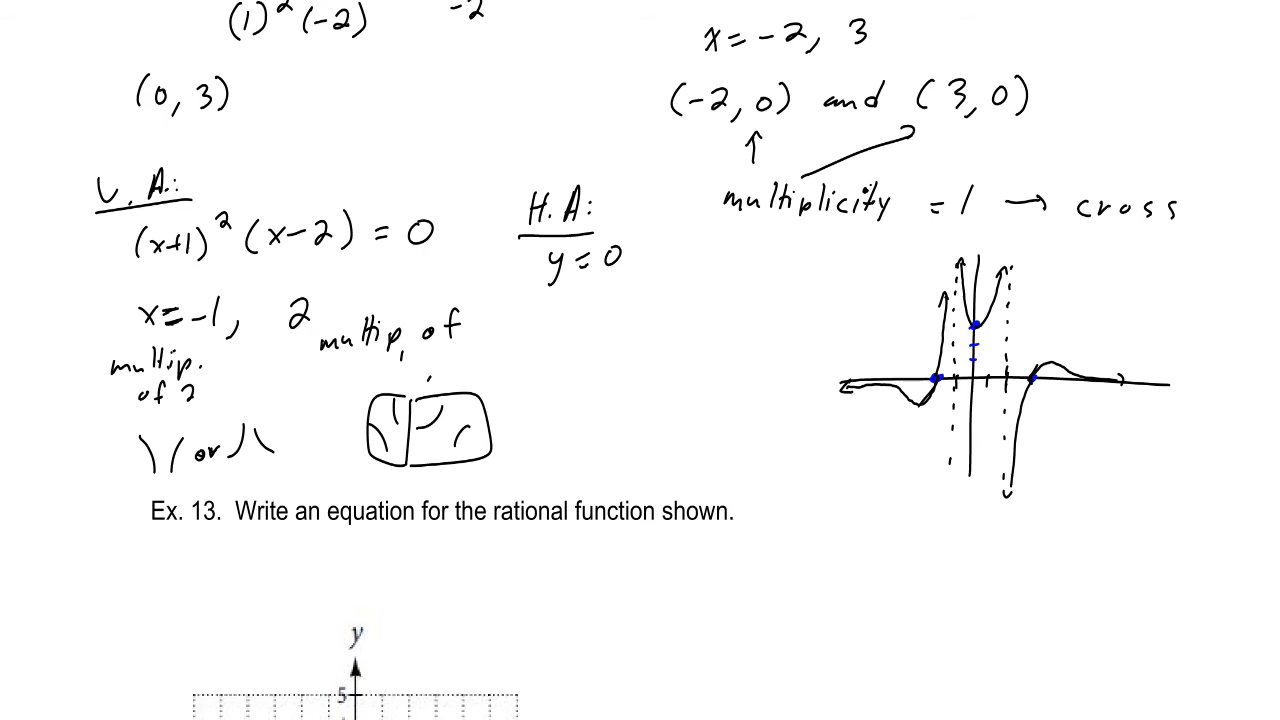 (1)² (-2) -2
x = -2, 3
(0, 3)
(-2, 0) and (3, 0)
multiplicity = 1 → cross
V.A.:
(x+1)² (x-2) = 0
H.A:
y = 0
x = -1, 2
multip. of 2
multip. of 1
or
Ex. 13. Write an equation for the rational function shown.
y
5